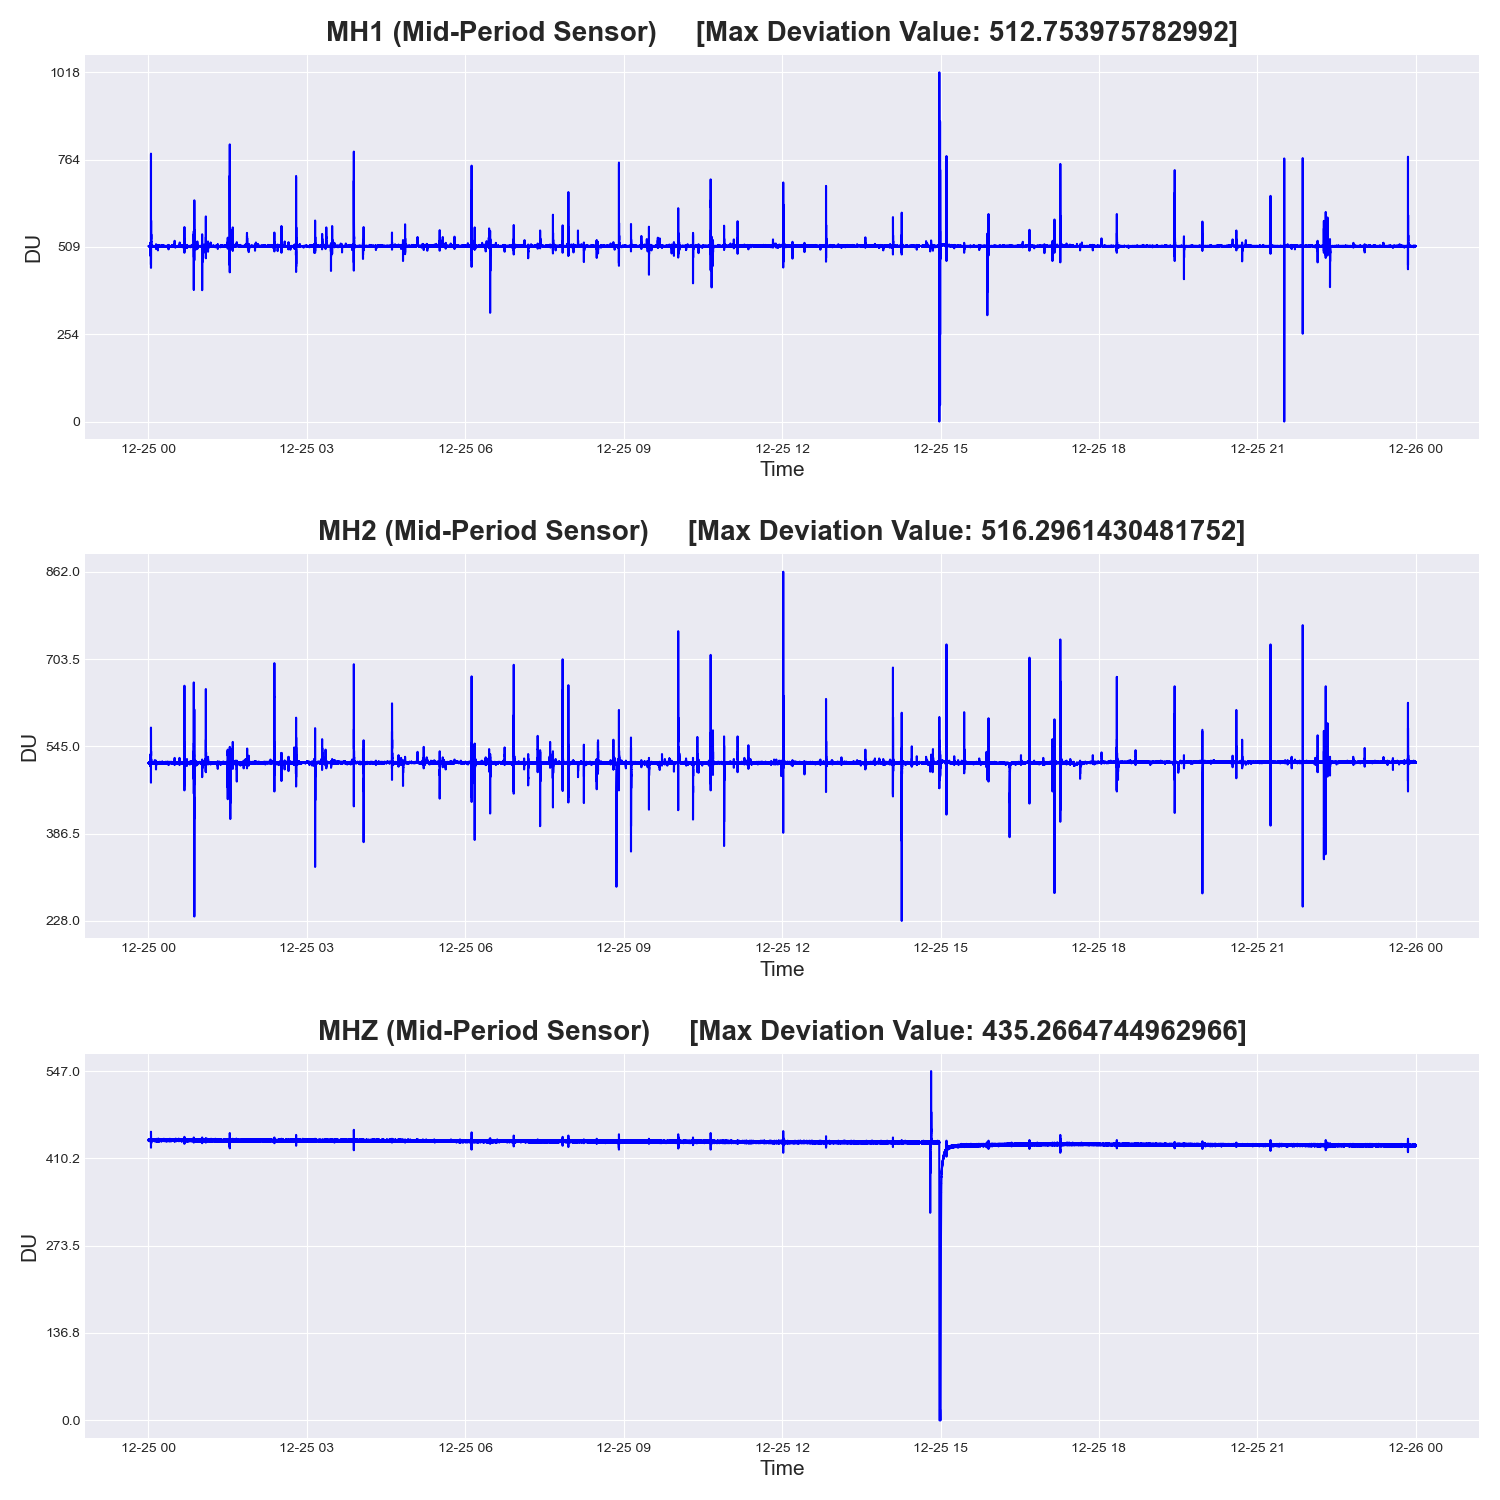 MH1 (Mid-Period Sensor) [Max Deviation Value: 512.753975782992]
1018
764
509
254
0
DU
12-25 00 12-25 03 12-25 06 12-25 09 12-25 12 12-25 15 12-25 18 12-25 21 12-26 00
Time
MH2 (Mid-Period Sensor) [Max Deviation Value: 516.2961430481752]
862.0
703.5
545.0
386.5
228.0
DU
12-25 00 12-25 03 12-25 06 12-25 09 12-25 12 12-25 15 12-25 18 12-25 21 12-26 00
Time
MHZ (Mid-Period Sensor) [Max Deviation Value: 435.2664744962966]
547.0
410.2
273.5
136.8
0.0
DU
12-25 00 12-25 03 12-25 06 12-25 09 12-25 12 12-25 15 12-25 18 12-25 21 12-26 00
Time